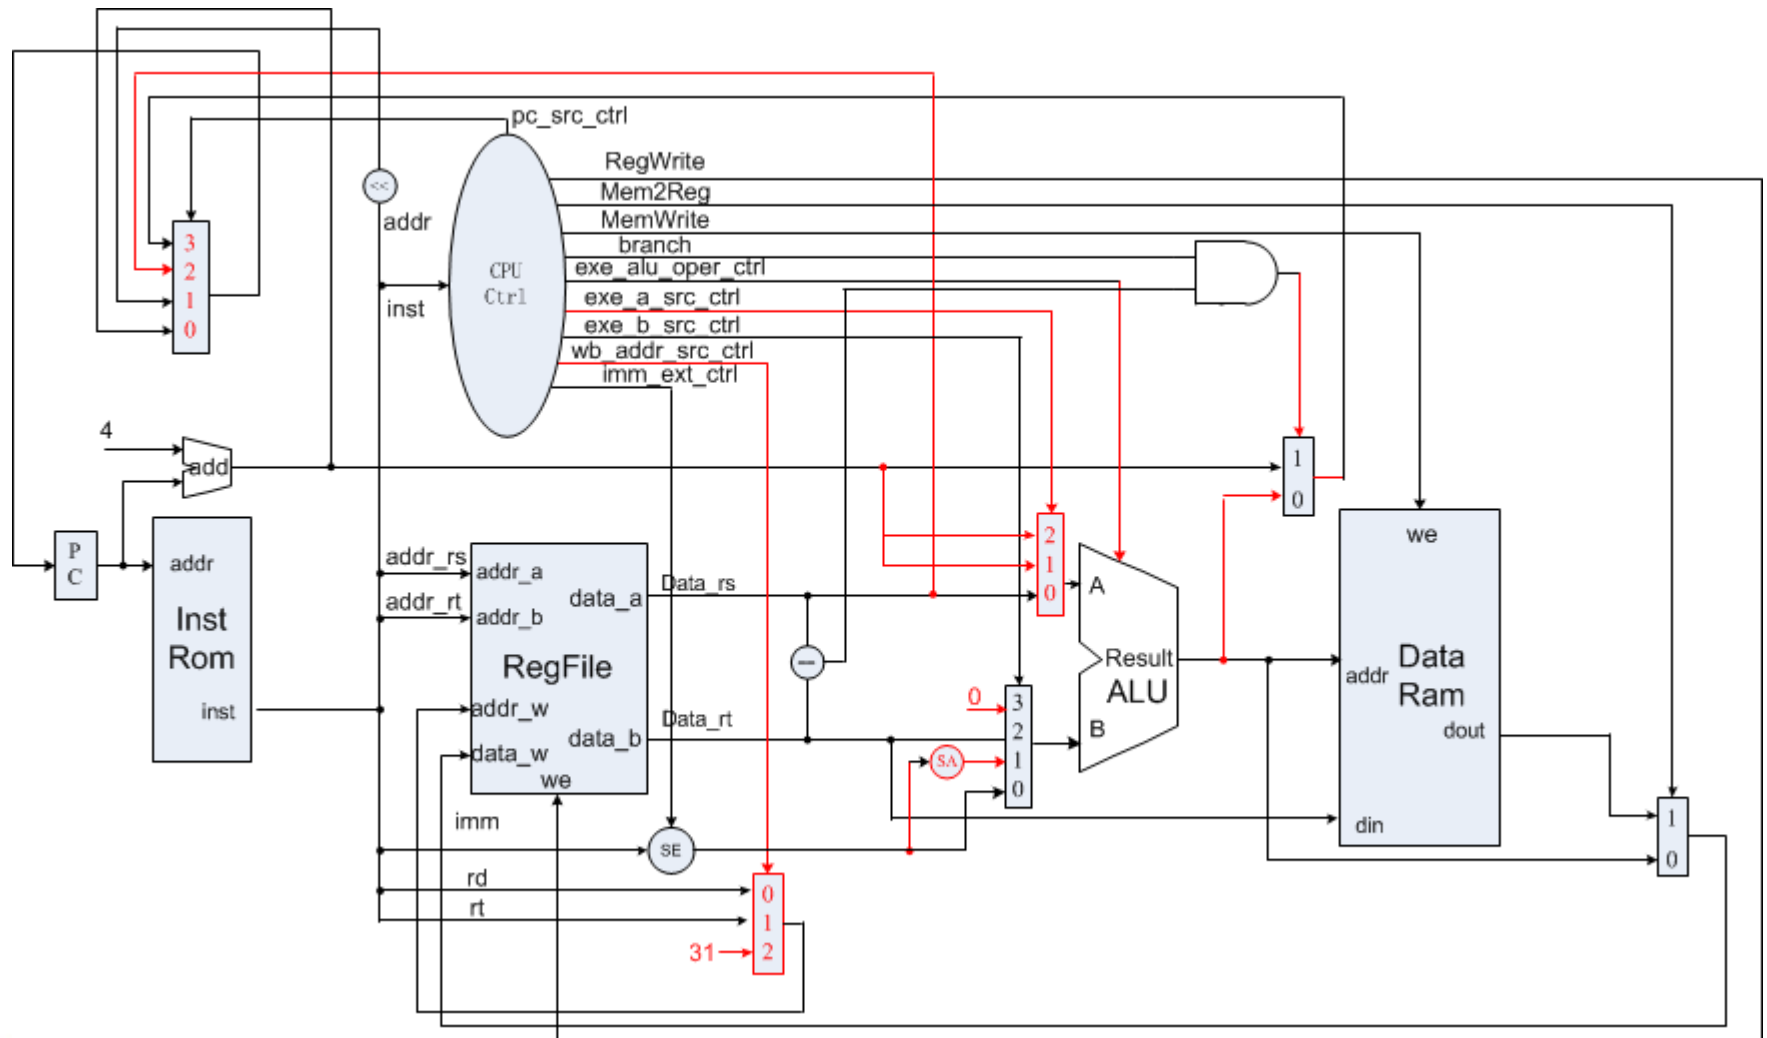 pc_src_ctrl
RegWrite
<<
Mem2Reg
addr
MemWrite
3
branch
2
CPU
Ctrl
exe_alu_oper_ctrl
1
inst
exe_a_src_ctrl
0
exe_b_src_ctrl
wb_addr_src_ctrl
imm_ext_ctrl
4
add
1
0
P
C
addr
Inst
Rom
inst
addr_rs
addr_rt
addr_a
addr_b
data_a
RegFile
addr_w
data_b
data_w
we
Data_rs
Data_rt
2
1
0
A
Result
ALU
B
0
3
2
1
0
SA
we
addr
Data
Ram
dout
din
1
0
imm
SE
rd
rt
0
1
2
31